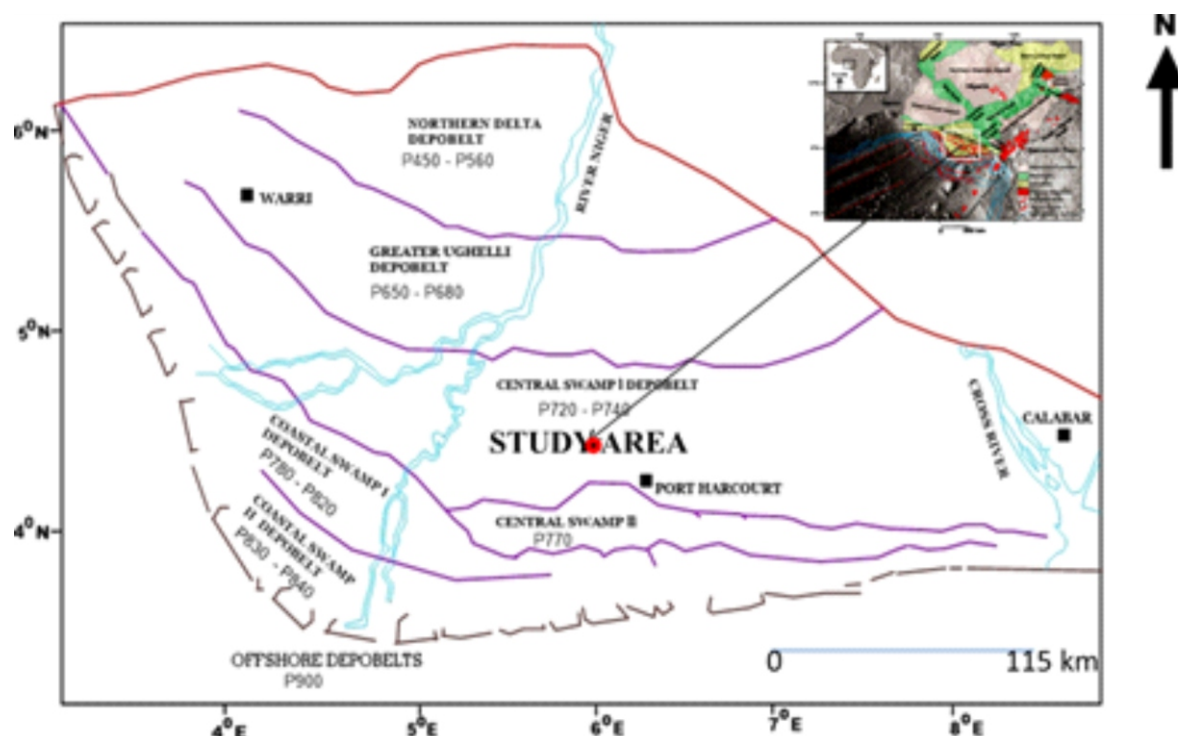 N
6°N
NORTHERN DELTA
DEPOBELT
P450 - P560
RIVER NIGER
WARRI
GREATER UGHELLI
DEPOBELT
P650 - P680
5°N
CENTRAL SWAMP I DEPOBELT
P720 - P740
STUDY AREA
CROSS RIVER
CALABAR
COASTAL SWAMP I
DEPOBELT
P780 - P820
PORT HARCOURT
COASTAL SWAMP
II DEPOBELT
P830 - P840
4°N
CENTRAL SWAMP II
P770
OFFSHORE DEPOBELTS
P900
0
115 km
4°E
5°E
6°E
7°E
8°E